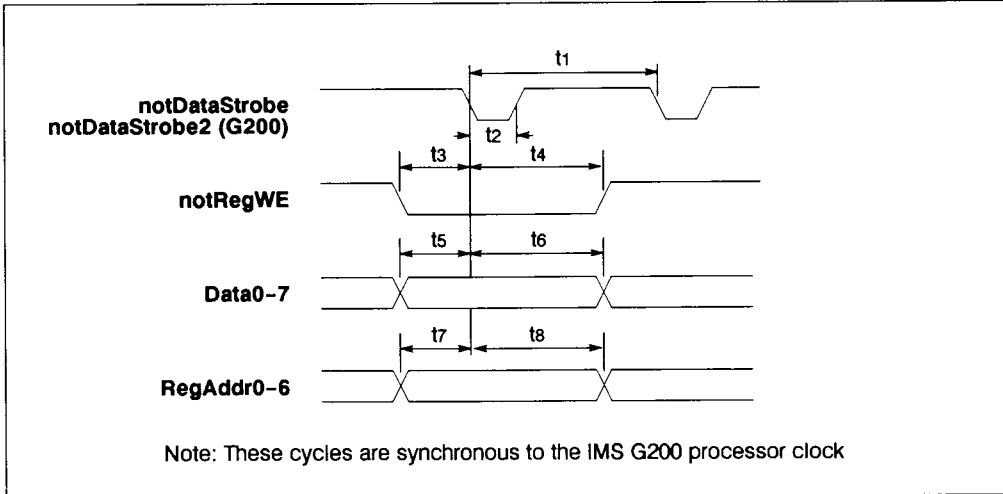 t1
notDataStrobe
notDataStrobe2 (G200)
t2
t3
t4
notRegWE
t5
t6
Data0-7
t7
t8
RegAddr0-6
Note: These cycles are synchronous to the IMS G200 processor clock